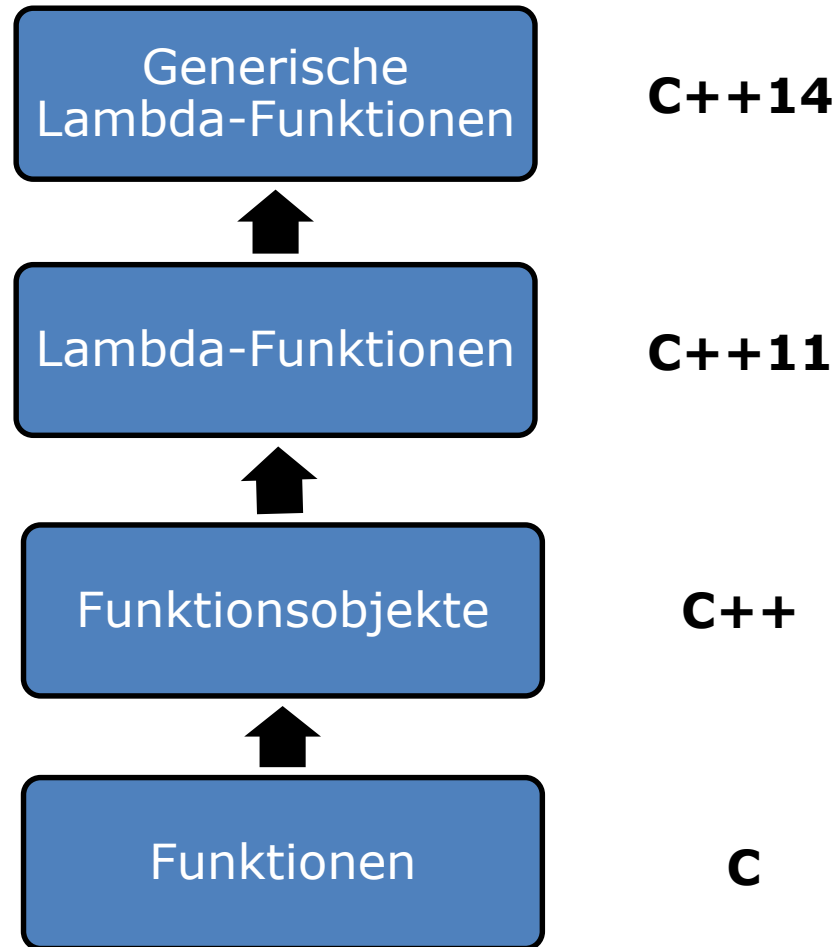 Generische
Lambda-Funktionen
C++14
Lambda-Funktionen
C++11
Funktionsobjekte
C++
Funktionen
C